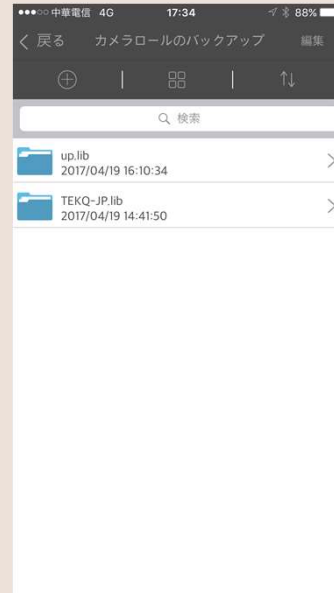 中華電信 4G 17:34 88%
戻る カメラロールのバックアップ 編集
検索
up.lib
2017/04/19 16:10:34
TEKQ-JP.lib
2017/04/19 14:41:50